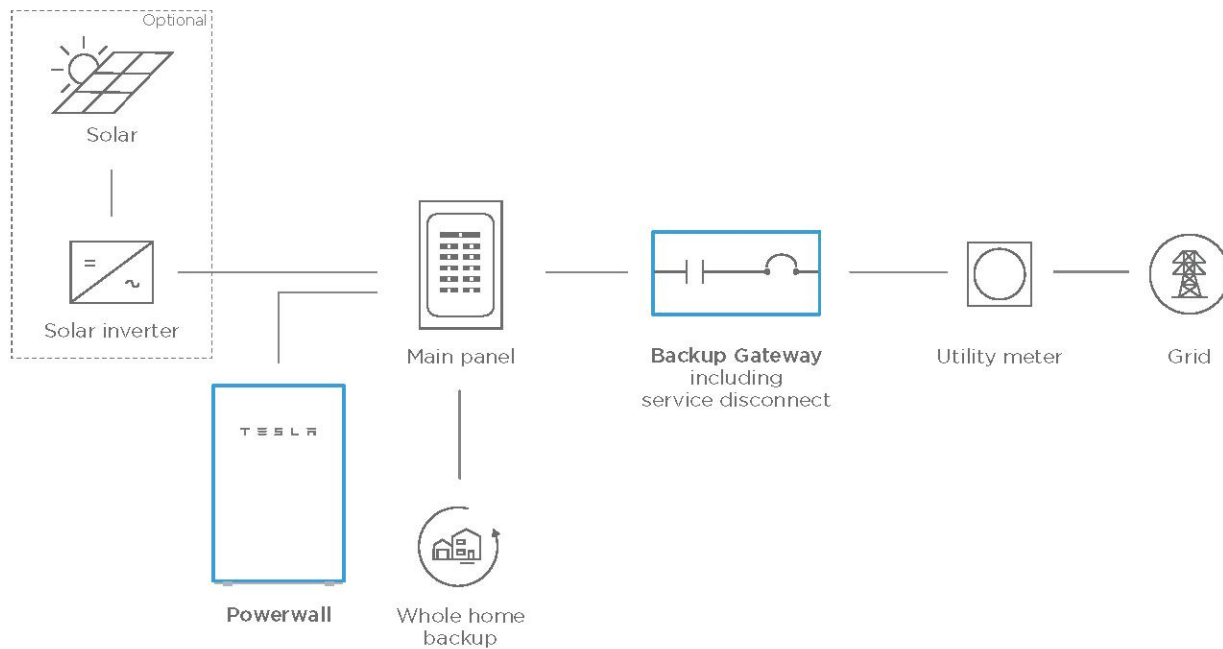 Optional
Solar
Solar inverter
Main panel
Backup Gateway
including
service disconnect
Utility meter
Grid
TESLA
Powerwall
Whole home
backup